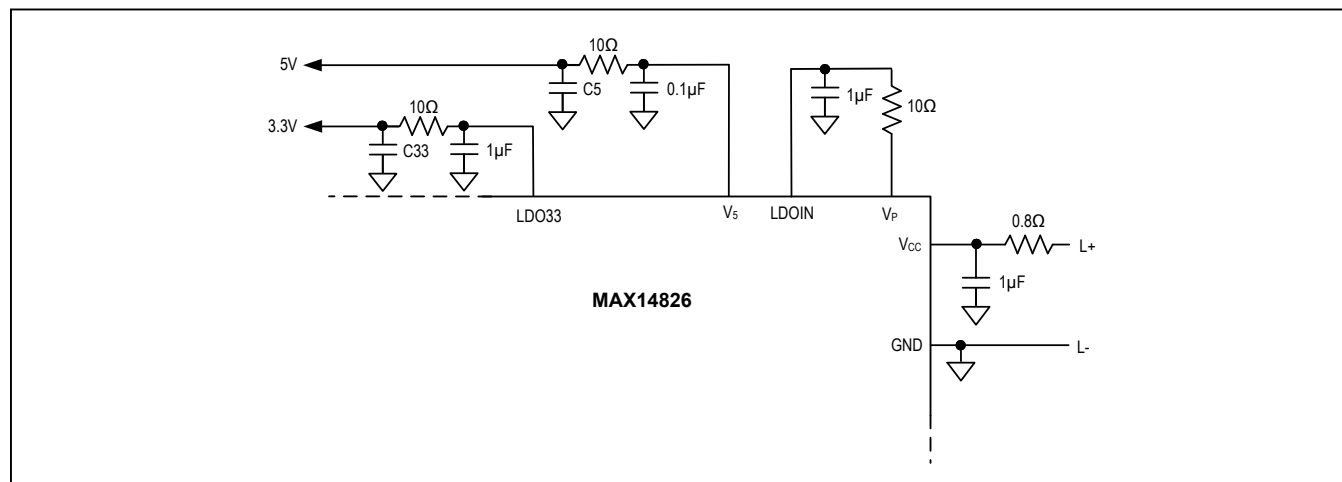 10Ω
5V
C5
0.1µF
1µF
10Ω
10Ω
3.3V
C33
1µF
LDO33
V₅
LDOIN
Vₚ
V_CC
0.8Ω
L+
1µF
MAX14826
GND
L-